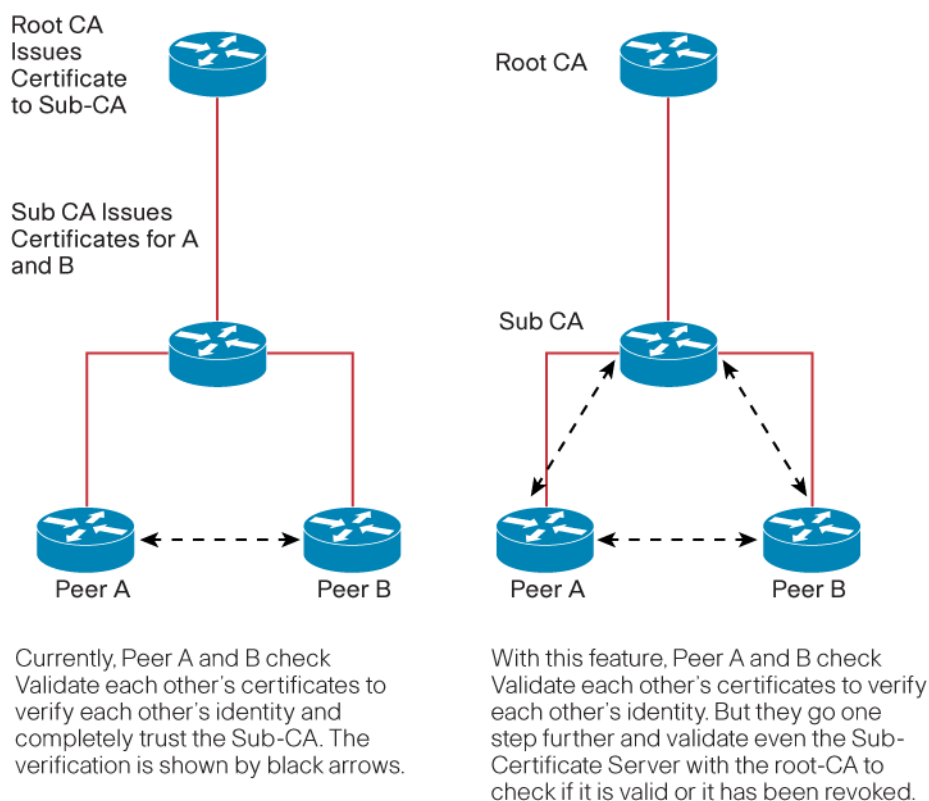 Root CA
Issues
Certificate
to Sub-CA
Sub CA Issues
Certificates for A
and B
Peer A
Peer B
Currently, Peer A and B check
Validate each other's certificates to
verify each other's identity and
completely trust the Sub-CA. The
verification is shown by black arrows.
Root CA
Sub CA
Peer A
Peer B
With this feature, Peer A and B check
Validate each other's certificates to verify
each other's identity. But they go one
step further and validate even the Sub-
Certificate Server with the root-CA to
check if it is valid or it has been revoked.